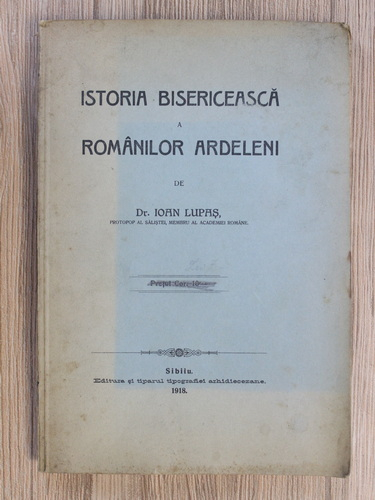 ISTORIA BISERICEASCĂ
A
ROMÂNILOR ARDELENI
DE
Dr. IOAN LUPAȘ,
PROTOPOP AL SĂLIȘTEI, MEMBRU AL ACADEMIEI ROMÂNE.
Prețul Cor. 10·—
Sibiiu.
Editura și tiparul tipografiei arhidiecezane.
1918.